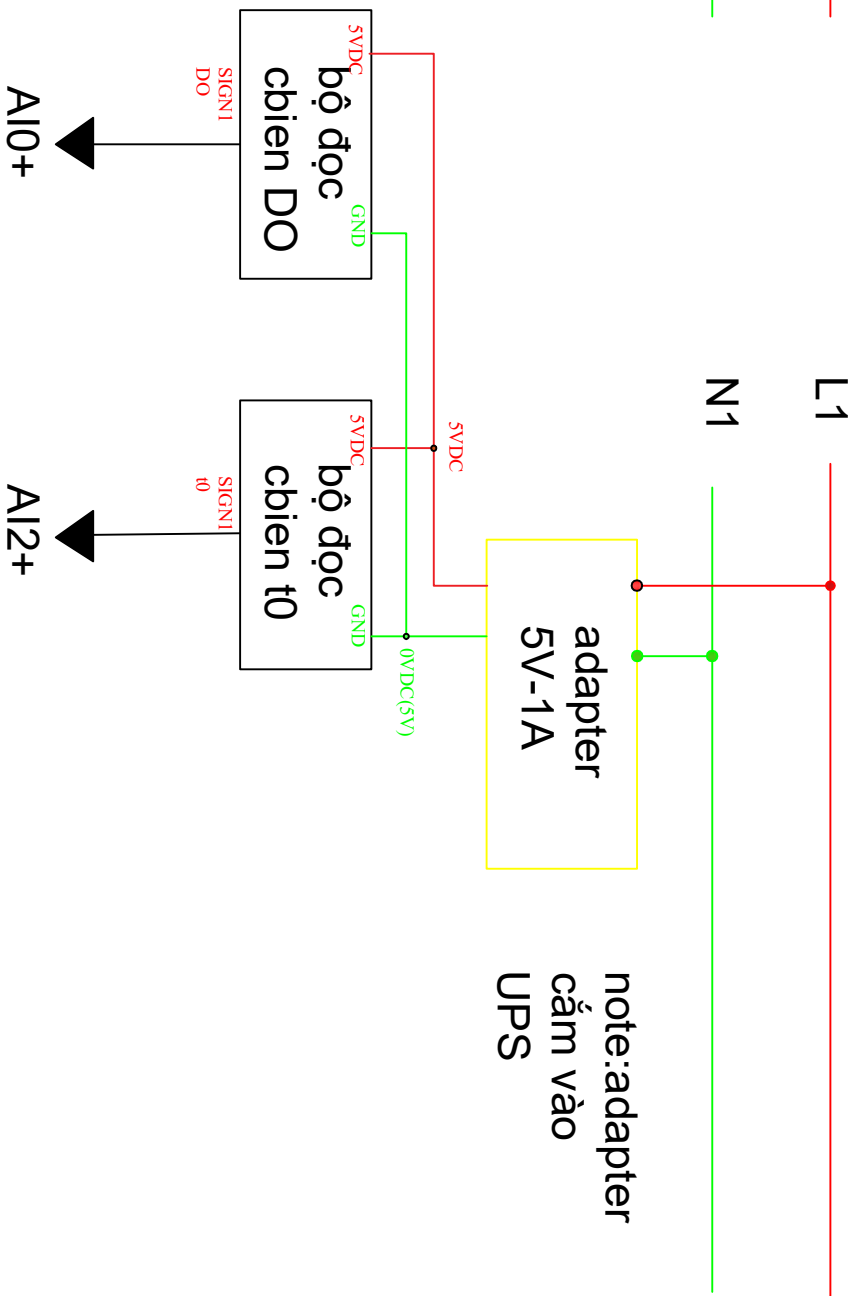 L1
N1
adapter
5V-1A
note:adapter
cắm vào
UPS
5VDC
0VDC(5V)
5VDC
GND
bộ đọc
cbien DO
SIGN1
DO
AI0+
5VDC
GND
bộ đọc
cbien t0
SIGN1
t0
AI2+